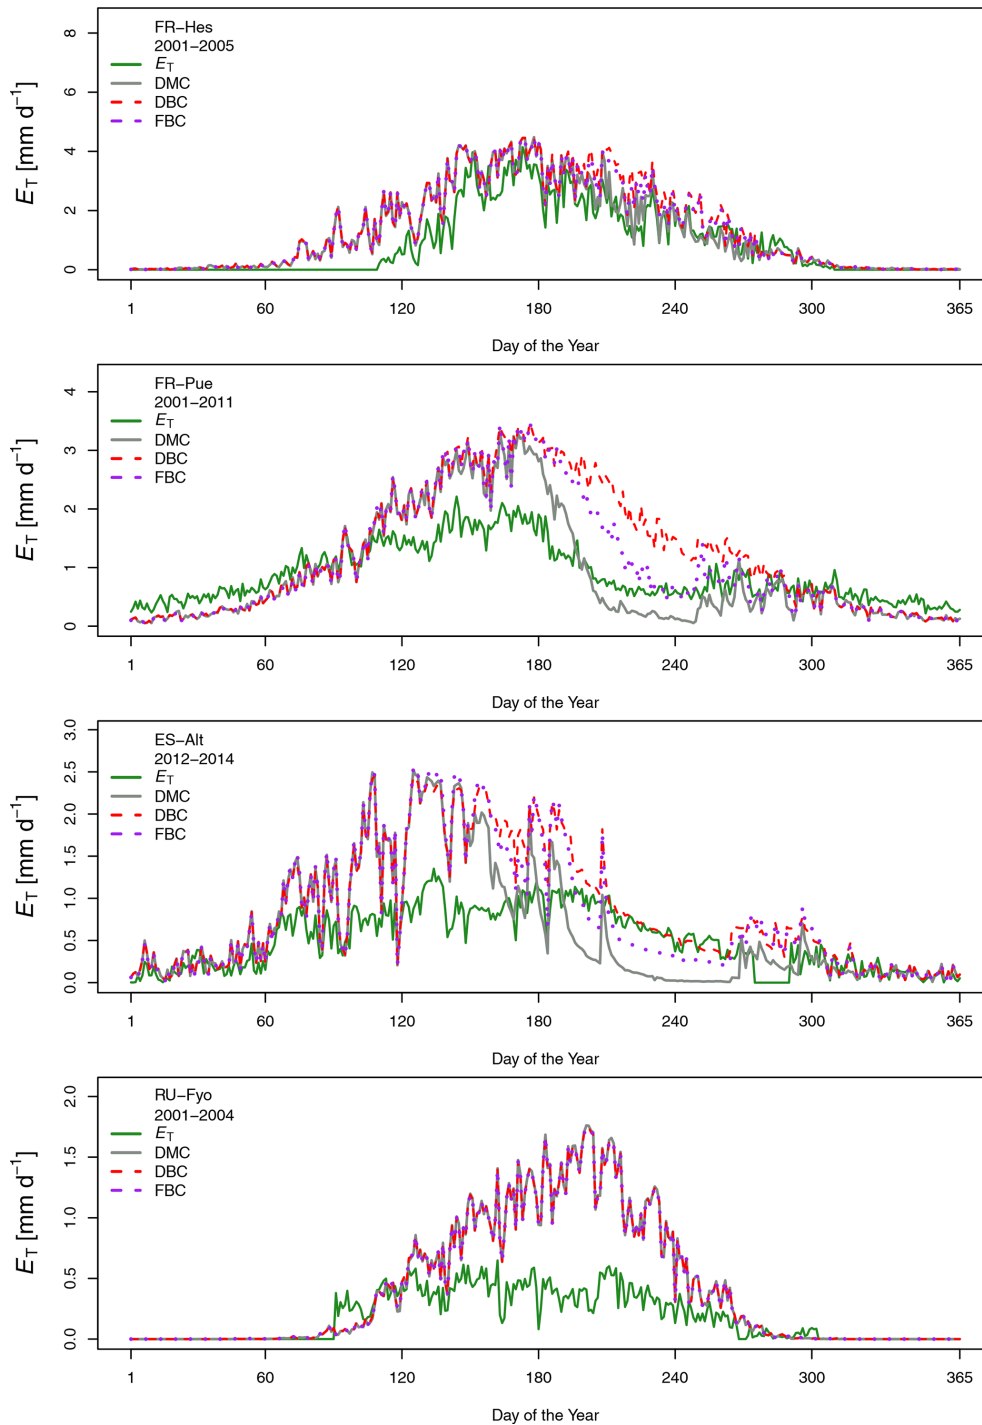 FR–Hes
2001–2005
E_T
DMC
DBC
FBC
E_T [mm d⁻¹]
0 2 4 6 8
1 60 120 180 240 300 365
Day of the Year
FR–Pue
2001–2011
E_T
DMC
DBC
FBC
E_T [mm d⁻¹]
0 1 2 3 4
1 60 120 180 240 300 365
Day of the Year
ES–Alt
2012–2014
E_T
DMC
DBC
FBC
E_T [mm d⁻¹]
0.0 0.5 1.0 1.5 2.0 2.5 3.0
1 60 120 180 240 300 365
Day of the Year
RU–Fyo
2001–2004
E_T
DMC
DBC
FBC
E_T [mm d⁻¹]
0.0 0.5 1.0 1.5 2.0
1 60 120 180 240 300 365
Day of the Year